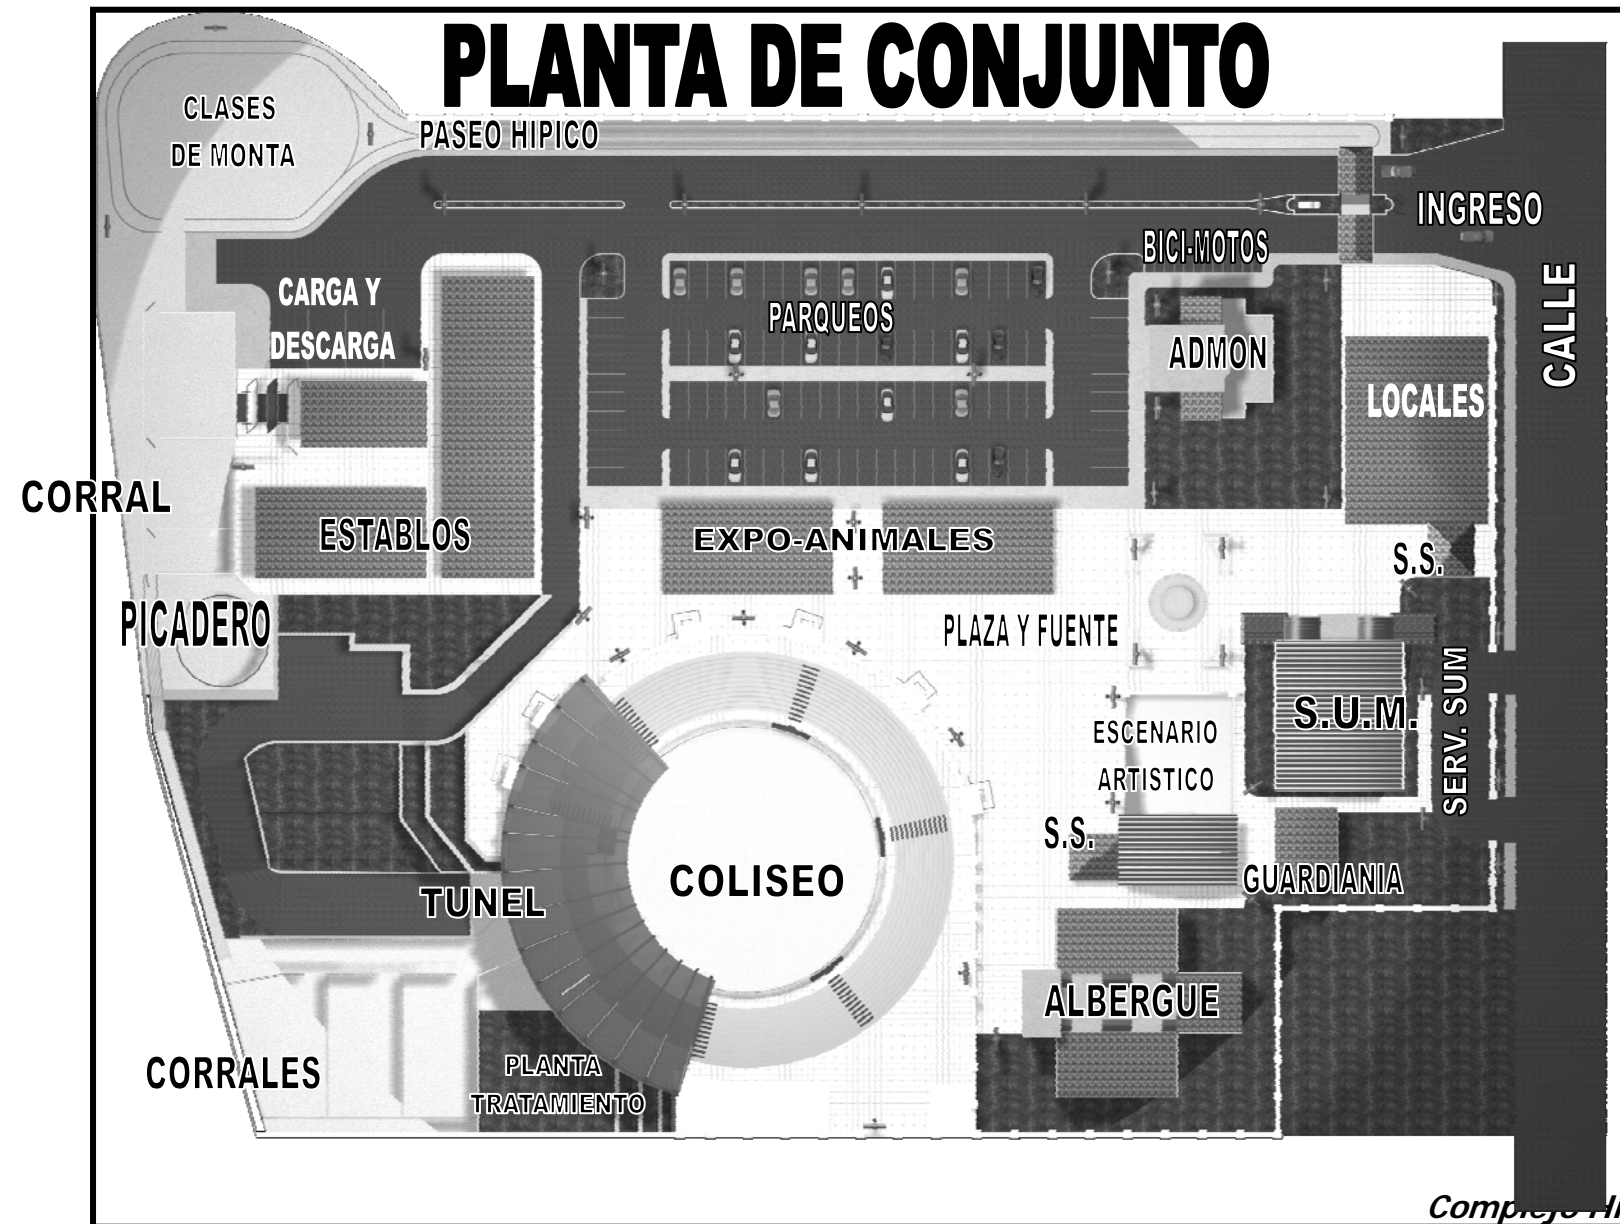 PLANTA DE CONJUNTO
CLASES
DE MONTA
PASEO HIPICO
INGRESO
BICI-MOTOS
CARGA Y
DESCARGA
PARQUEOS
ADMON
CALLE
LOCALES
CORRAL
ESTABLOS
EXPO-ANIMALES
S.S.
PICADERO
PLAZA Y FUENTE
SERV. SUM
S.U.M.
ESCENARIO
ARTISTICO
S.S.
COLISEO
GUARDIANIA
TUNEL
ALBERGUE
CORRALES
PLANTA
TRATAMIENTO
Complejo